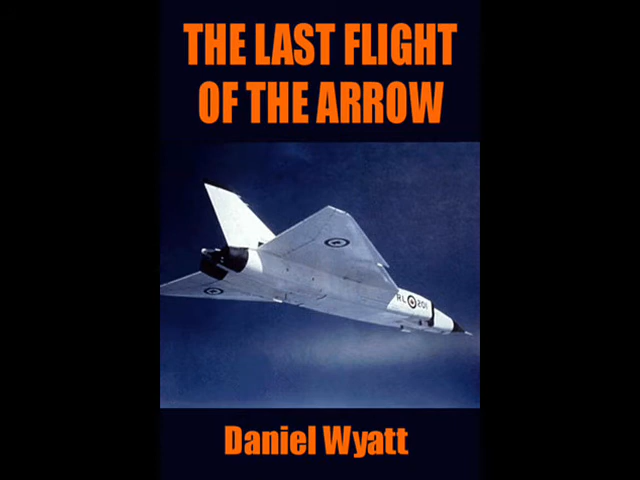 THE LAST FLIGHT
OF THE ARROW
RL 201
Daniel Wyatt